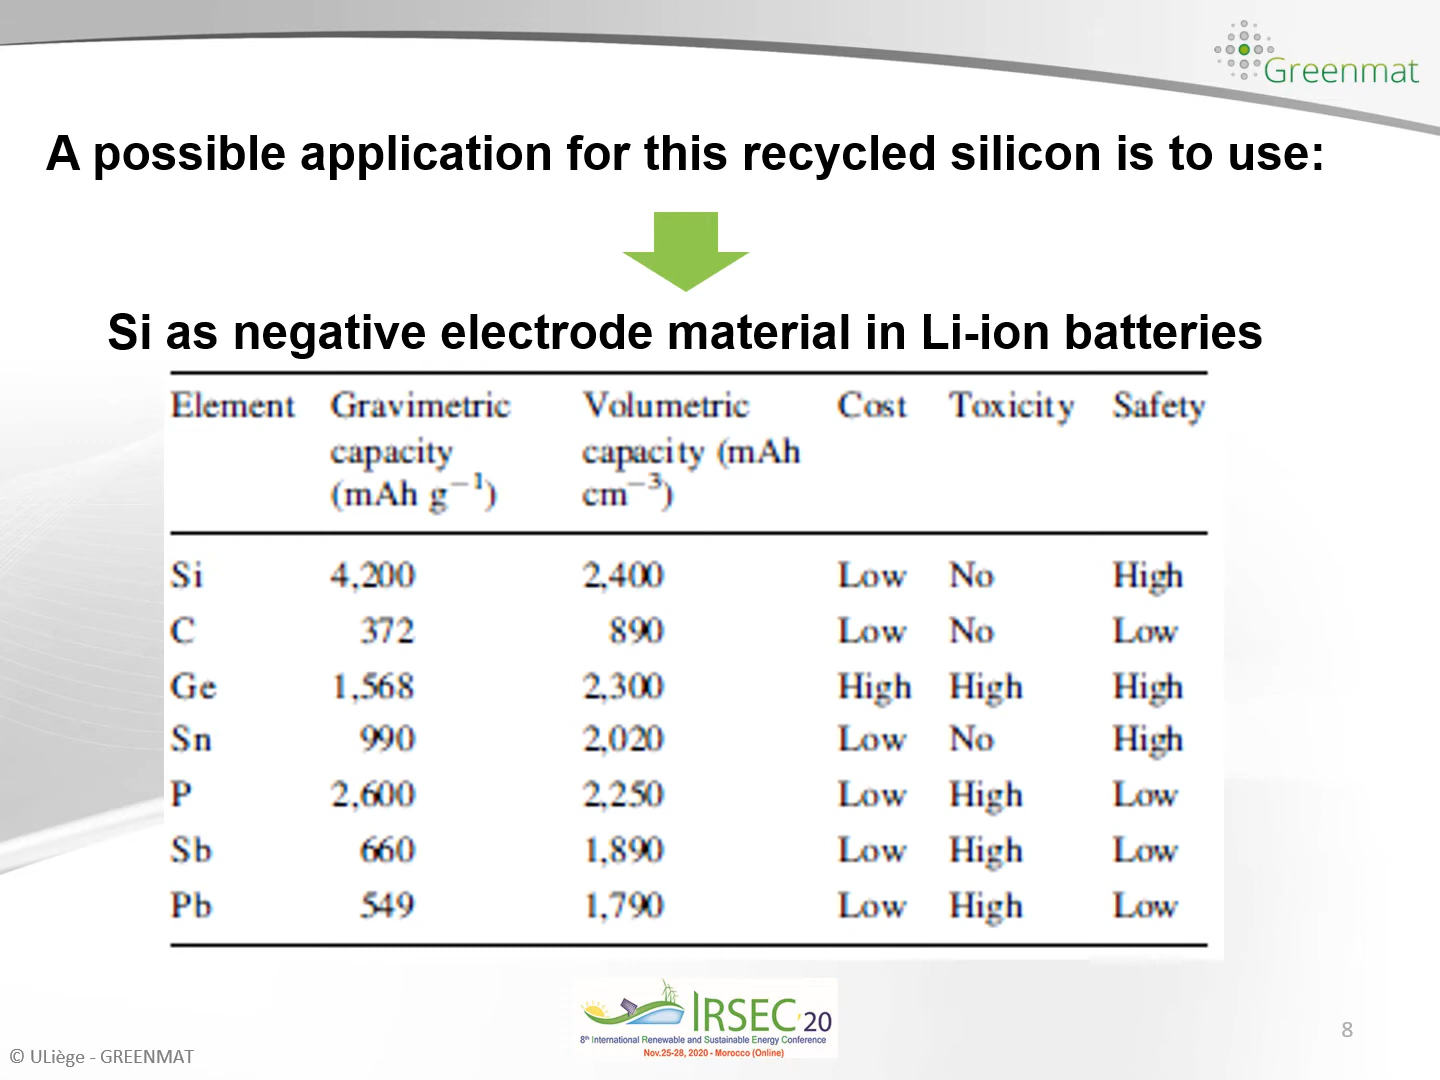 Greenmat
A possible application for this recycled silicon is to use:
Si as negative electrode material in Li-ion batteries
Element Gravimetric capacity (mAh g⁻¹) Volumetric capacity (mAh cm⁻³) Cost Toxicity Safety
Si 4,200 2,400 Low No High
C 372 890 Low No Low
Ge 1,568 2,300 High High High
Sn 990 2,020 Low No High
P 2,600 2,250 Low High Low
Sb 660 1,890 Low High Low
Pb 549 1,790 Low High Low
IRSEC'20
8th International Renewable and Sustainable Energy Conference
Nov.25-28, 2020 - Morocco (Online)
8
© ULiège - GREENMAT